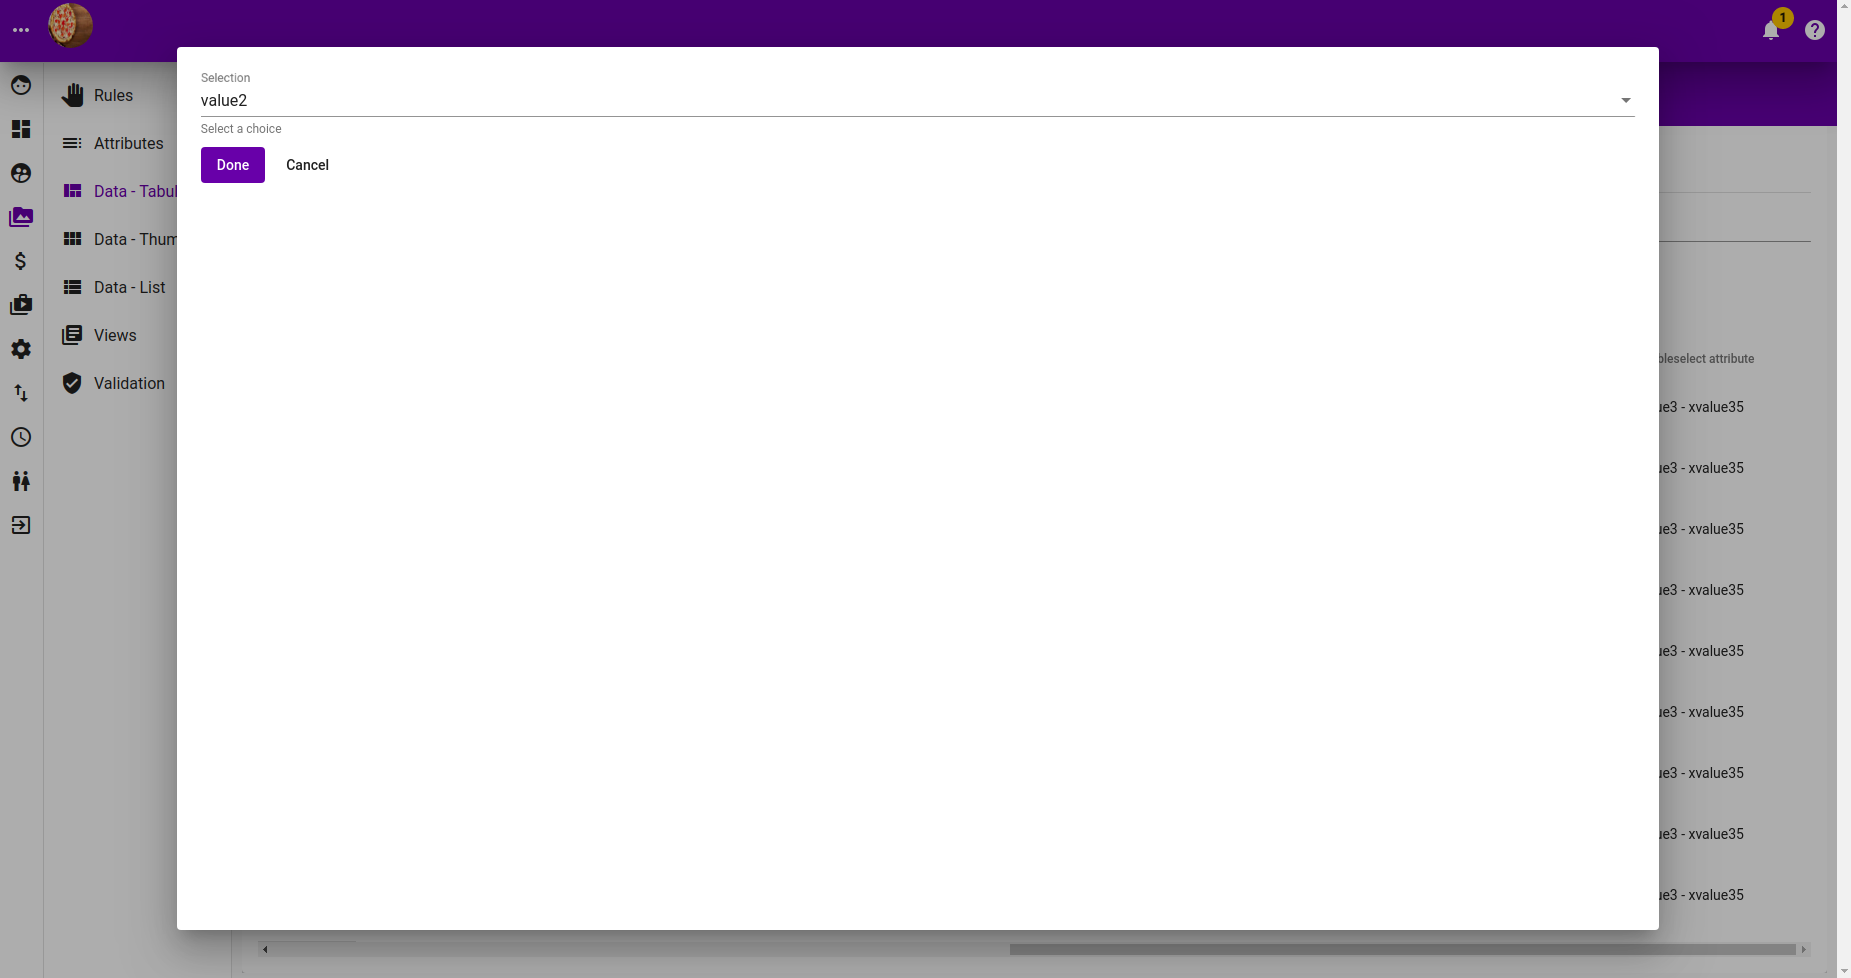 1
Selection
value2
Select a choice
Done
Cancel
Rules
Attributes
Data - Tabul
Data - Thum
Data - List
Views
Validation
bleselect attribute
ue3 - xvalue35
ue3 - xvalue35
ue3 - xvalue35
ue3 - xvalue35
ue3 - xvalue35
ue3 - xvalue35
ue3 - xvalue35
ue3 - xvalue35
ue3 - xvalue35